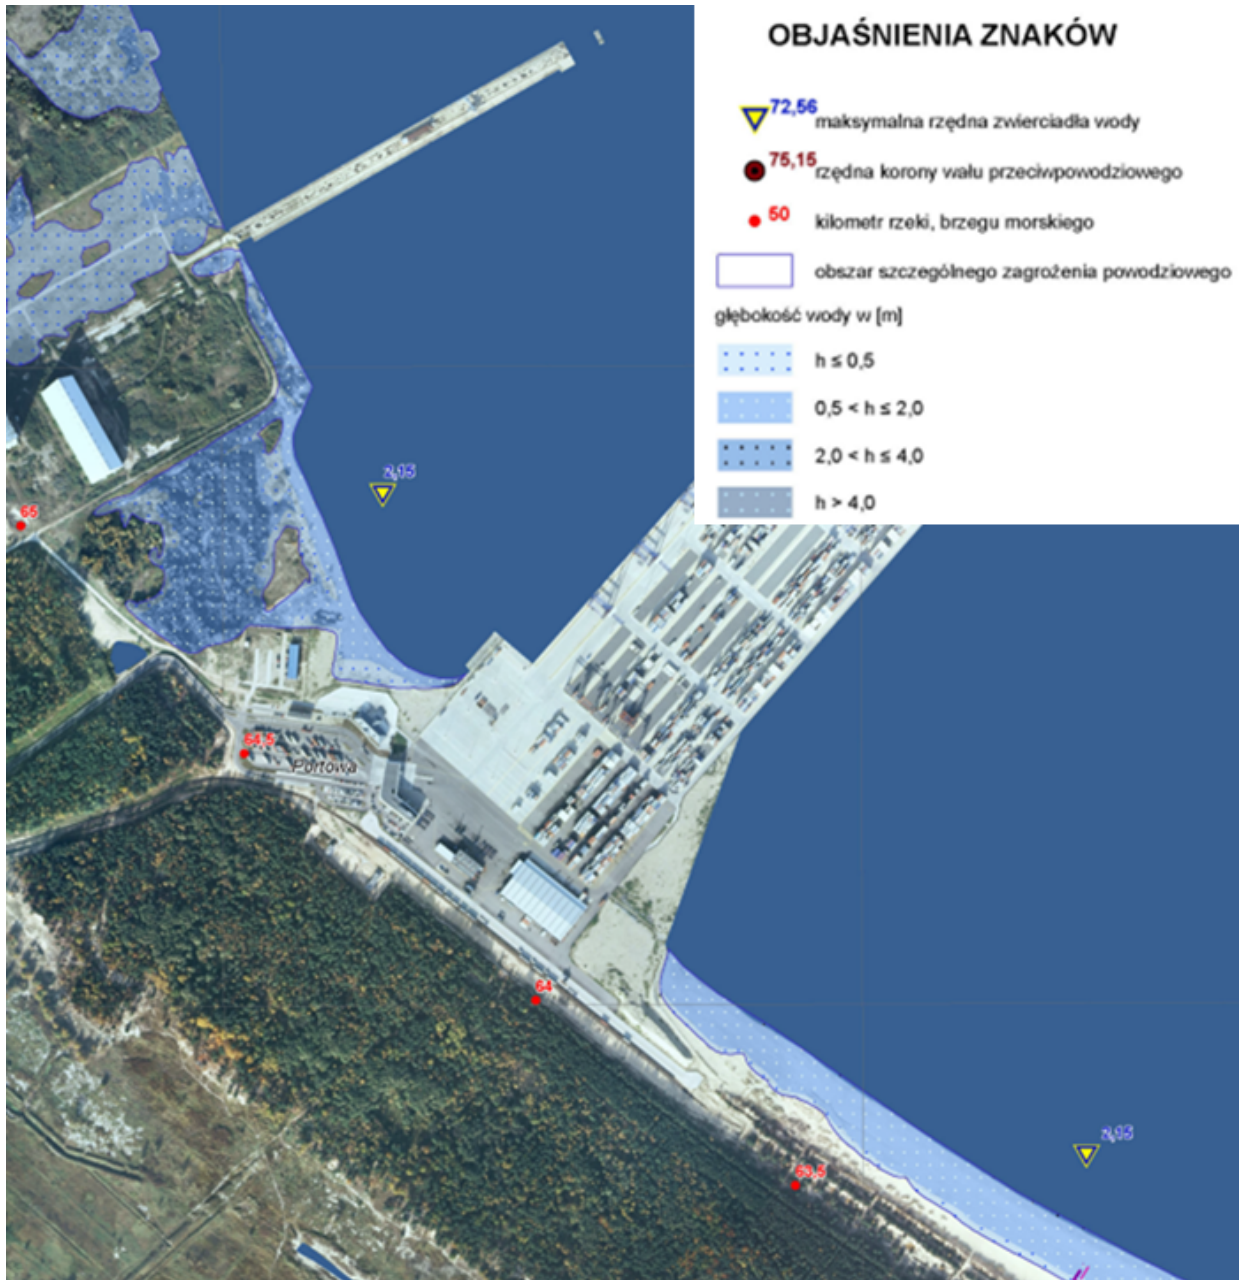 OBJAŚNIENIA ZNAKÓW
72,56 maksymalna rzędna zwierciadła wody
75,15 rzędna korony wału przeciwpowodziowego
50 kilometr rzeki, brzegu morskiego
obszar szczególnego zagrożenia powodziowego
głębokość wody w [m]
h ≤ 0,5
0,5 < h ≤ 2,0
2,0 < h ≤ 4,0
h > 4,0
2,15
65
64,5
Portowa
64
2,15
63,5